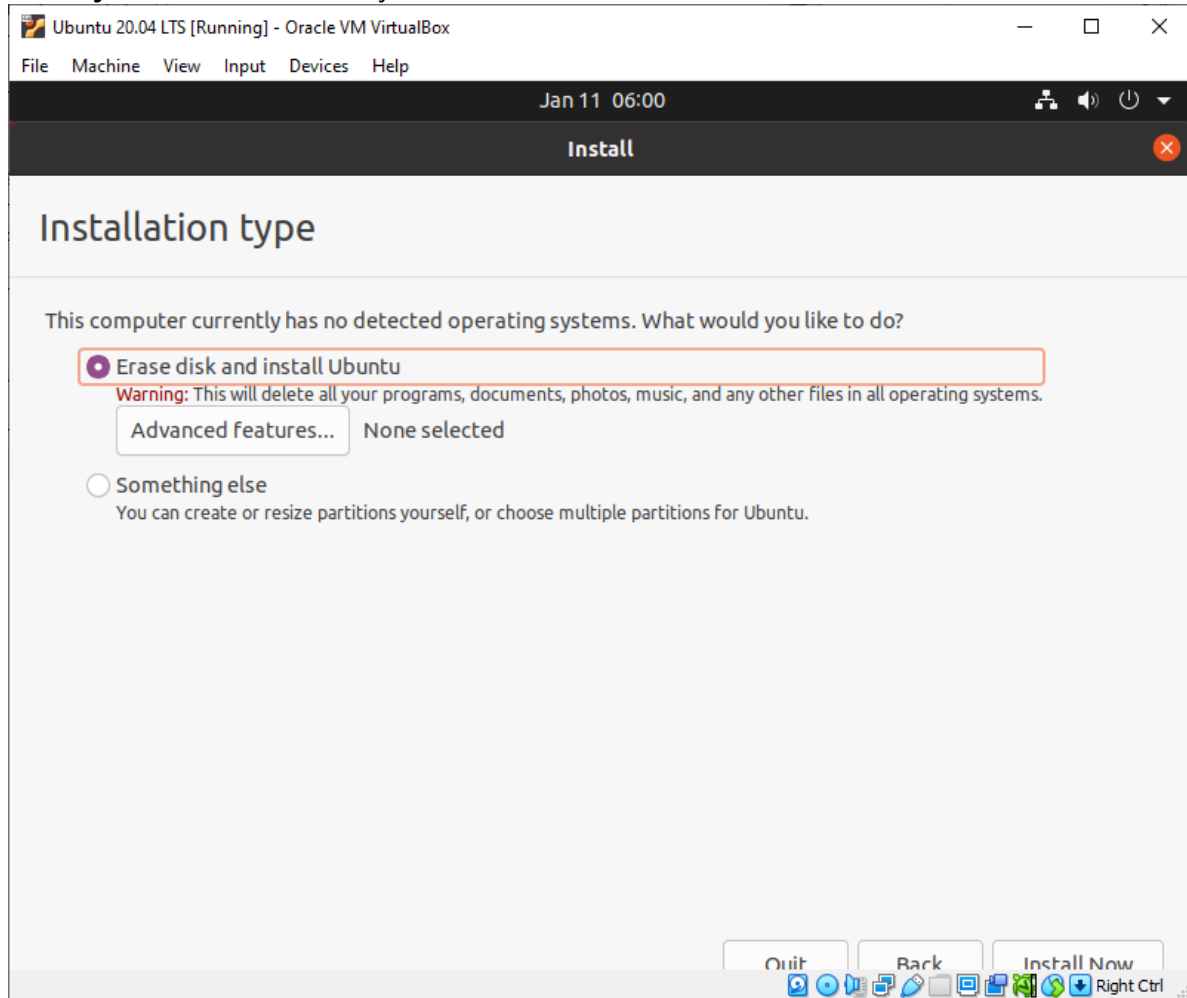 Ubuntu 20.04 LTS [Running] - Oracle VM VirtualBox
File Machine View Input Devices Help
Jan 11 06:00
Install
Installation type
This computer currently has no detected operating systems. What would you like to do?
Erase disk and install Ubuntu
Warning: This will delete all your programs, documents, photos, music, and any other files in all operating systems.
Advanced features... None selected
Something else
You can create or resize partitions yourself, or choose multiple partitions for Ubuntu.
Quit Back Install Now
Right Ctrl